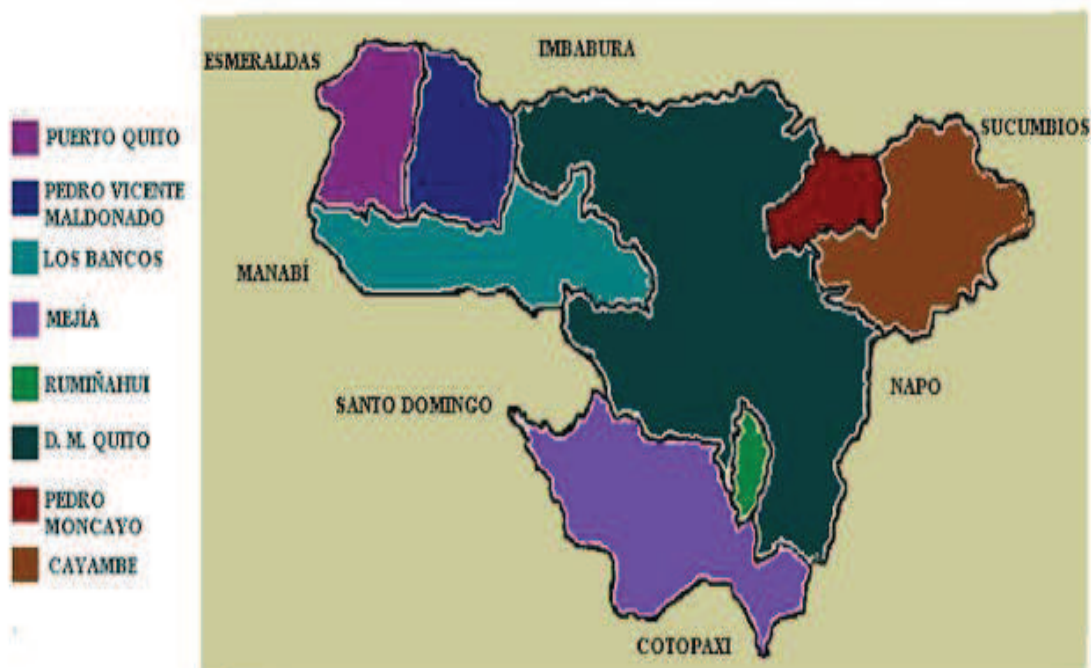 PUERTO QUITO
PEDRO VICENTE
MALDONADO
LOS BANCOS
MEJÍA
RUMIÑAHUI
D. M. QUITO
PEDRO
MONCAYO
CAYAMBE
ESMERALDAS
IMBABURA
SUCUMBIOS
MANABÍ
NAPO
SANTO DOMINGO
COTOPAXI